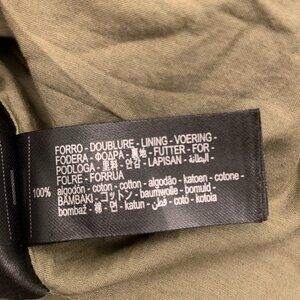 FORRO - DOUBLURE - LINING - VOERING -
FODERA - ΦΟΔΡΑ - 裏地 - FUTTER - FOR -
PODLOGA - 里料 - 안감 - LAPISAN - البطانة -
FOLRE - FORRUA
100% algodón - coton - cotton - algodão - katoen - cotone -
BAMBAKI - コットン - baumwolle - bomuld -
bombaž - 棉 - 면 - katun - قطن - cotó - kotoia